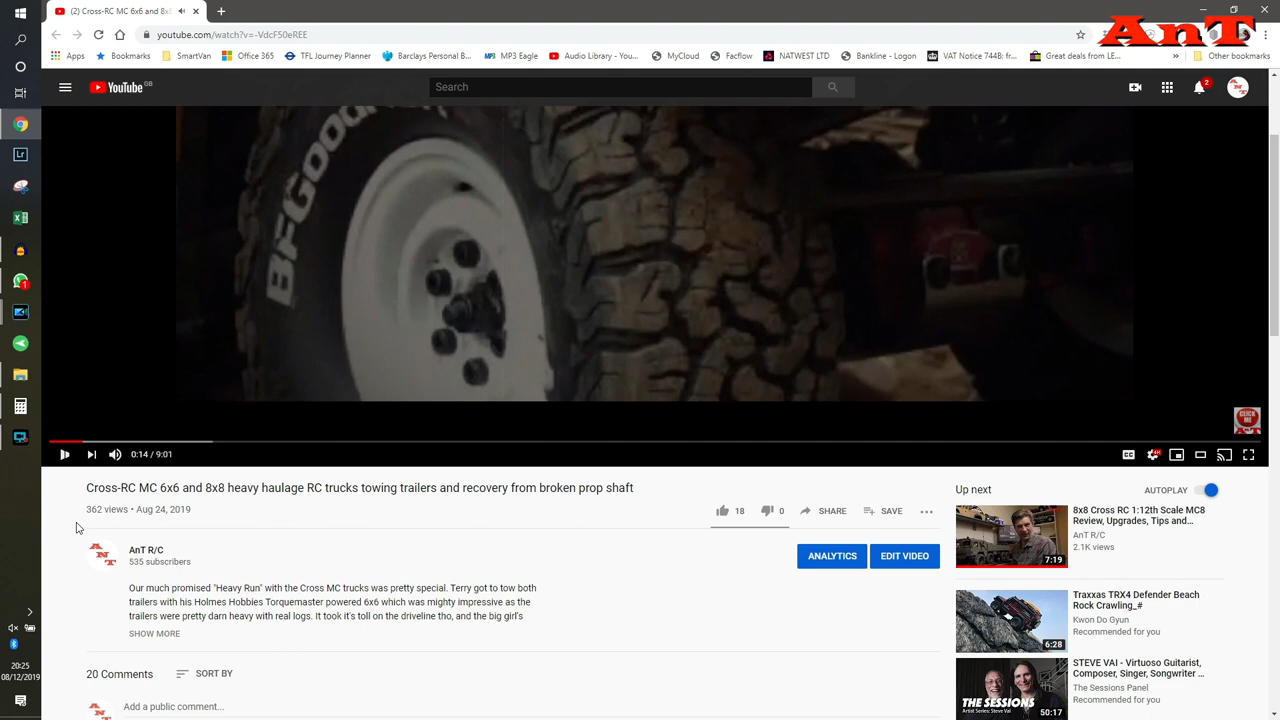 (2) Cross-RC MC 6x6 and 8x8
AnT
youtube.com/watch?v=-VdcF50eREE
Apps
Bookmarks
SmartVan
Office 365
TFL Journey Planner
Barclays Personal B...
MP3 Eagle
Audio Library - You...
MyCloud
Facflow
NATWEST LTD
Bankline - Logon
VAT Notice 744B: fr...
Great deals from LE...
»
Other bookmarks
YouTube GB
Search
2
BFGOO
CLICK ME
0:14 / 9:01
Cross-RC MC 6x6 and 8x8 heavy haulage RC trucks towing trailers and recovery from broken prop shaft
362 views • Aug 24, 2019
18
0
SHARE
SAVE
AnT R/C
535 subscribers
ANALYTICS
EDIT VIDEO
Our much promised "Heavy Run" with the Cross MC trucks was pretty special. Terry got to tow both
trailers with his Holmes Hobbies Torquemaster powered 6x6 which was mighty impressive as the
trailers were pretty darn heavy with real logs. It took it's toll on the driveline tho, and the big girl's
SHOW MORE
20 Comments
SORT BY
Add a public comment...
Up next
AUTOPLAY
8x8 Cross RC 1:12th Scale MC8
Review, Upgrades, Tips and...
AnT R/C
2.1K views
7:19
Traxxas TRX4 Defender Beach
Rock Crawling_#
Kwon Do Gyun
Recommended for you
6:28
STEVE VAI - Virtuoso Guitarist,
Composer, Singer, Songwriter ...
The Sessions Panel
Recommended for you
THE SESSIONS
Artist Series: Steve Vai
50:17
20:25
08/12/2019